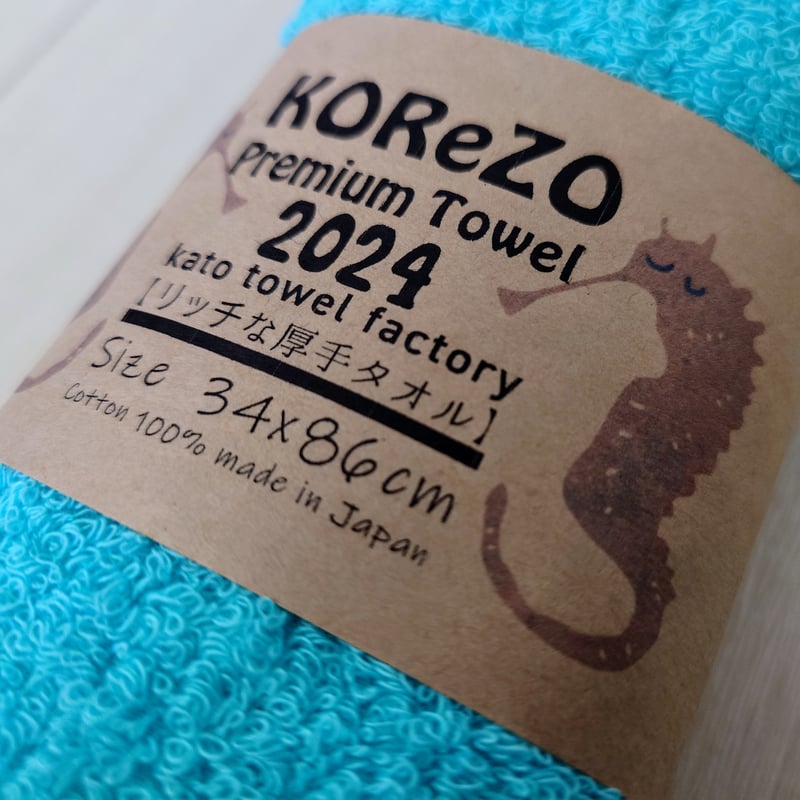 KOReZO
Premium Towel
2024
kato towel factory
【リッチな厚手タオル】
Size 34x86cm
Cotton 100% made in Japan